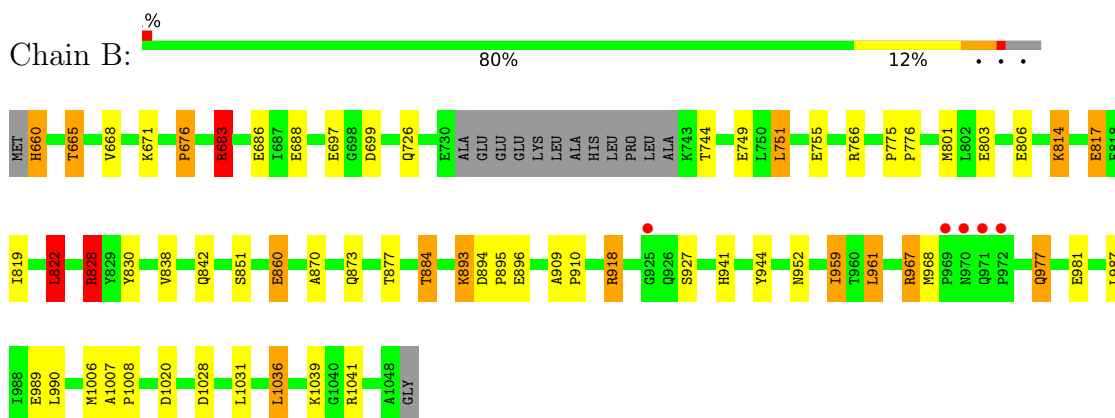 .%
Chain B:
80% 12% • • •
MET H660 T665 V668 K671 P676 R683 E686 I687 E688 E697 G698 D699 Q726 E730 ALA GLU GLU GLU LYS LEU ALA HIS LEU PRO LEU ALA K743 T744 E749 L750 L751 E755 R766 P775 P776 M801 L802 E803 E806 K814 E817 E818
I819 L822 R828 Y829 Y830 V838 Q842 S851 E860 A870 Q873 T877 T884 K893 D894 P895 E896 A909 P910 R918 G925 Q926 S927 H941 Y944 N952 I959 T960 L961 R967 M968 P969 N970 Q971 P972 Q977 E981 L987
I988 E989 L990 M1006 A1007 P1008 D1020 D1028 L1031 L1036 K1039 G1040 R1041 A1048 GLY